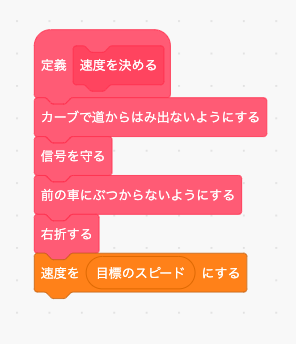 定義 速度を決める
カーブで道からはみ出ないようにする
信号を守る
前の車にぶつからないようにする
右折する
速度を 目標のスピード にする